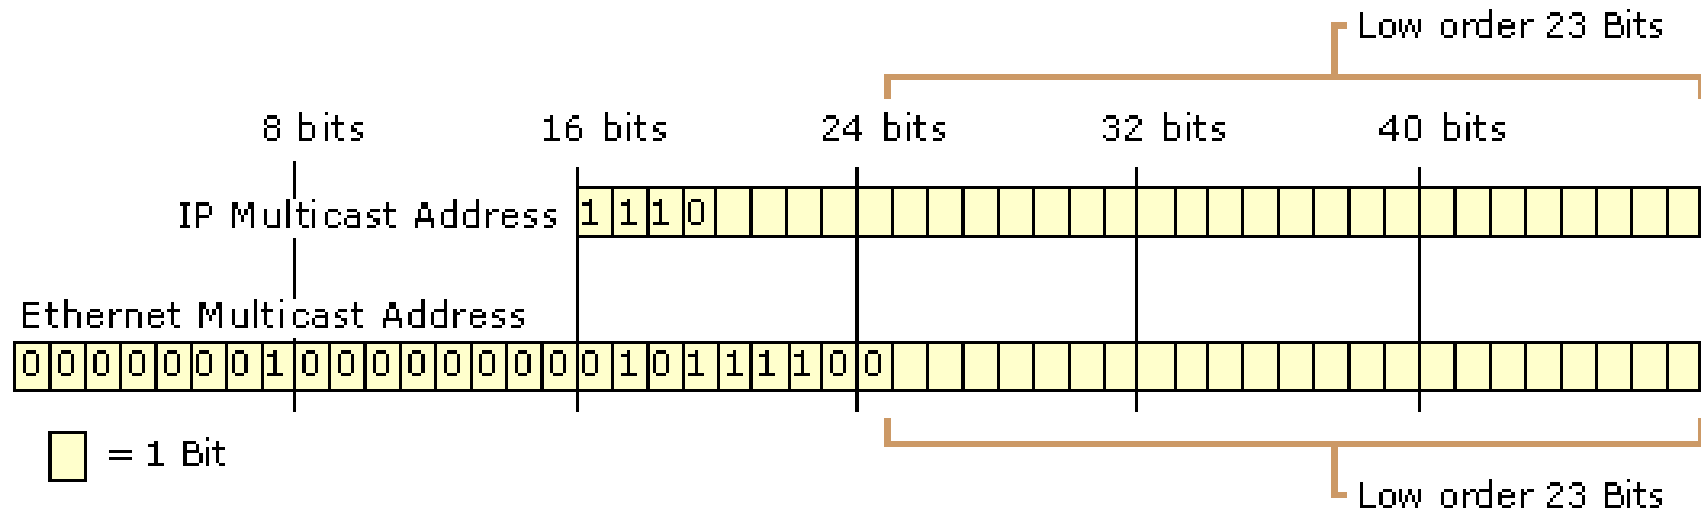 Low order 23 Bits
8 bits 16 bits 24 bits 32 bits 40 bits
IP Multicast Address 1 1 1 0
Ethernet Multicast Address
0 0 0 0 0 0 0 1 0 0 0 0 0 0 0 0 0 1 0 1 1 1 1 0 0
= 1 Bit
Low order 23 Bits